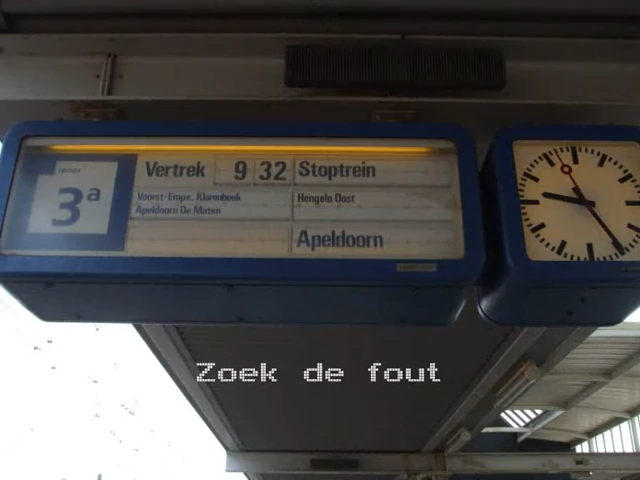 3a
Vertrek 9 32 Stoptrein
Voorst-Empe, Klarenbeek
Apeldoorn De Maten
Hengelo Oost
Apeldoorn
Zoek de fout